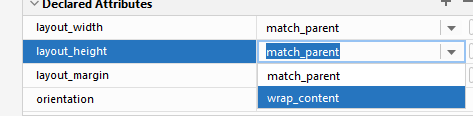 Declared Attributes
layout_width match_parent
layout_height match_parent
layout_margin match_parent
orientation wrap_content